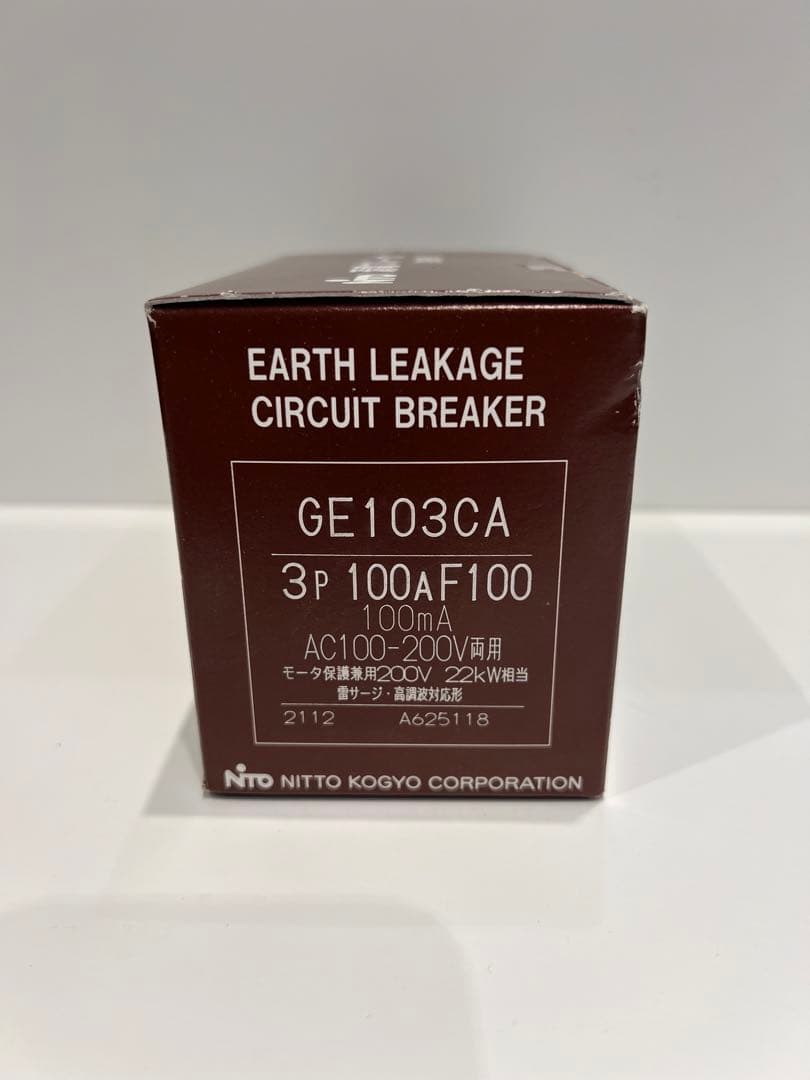 EARTH LEAKAGE
CIRCUIT BREAKER
GE103CA
3P 100AF100
100mA
AC100-200V両用
モータ保護兼用200V 22kW相当
雷サージ・高調波対応形
2112 A625118
NiTO NITTO KOGYO CORPORATION